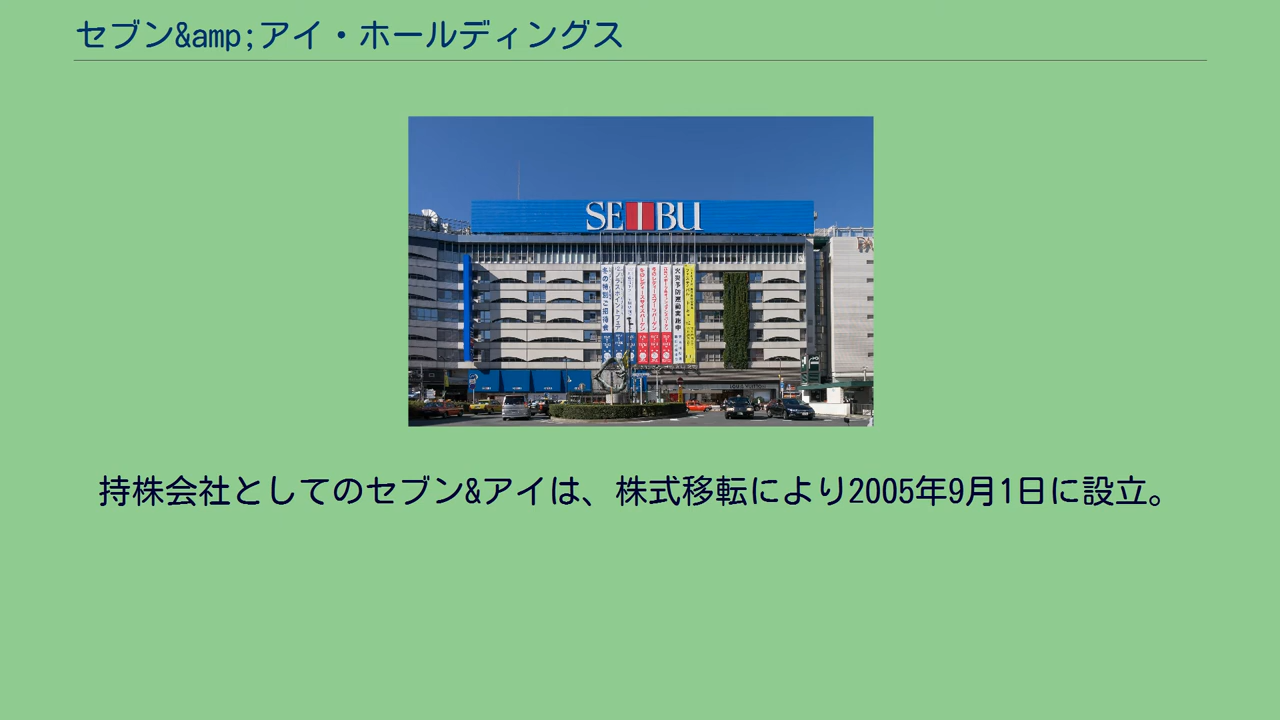 セブン&amp;アイ・ホールディングス
SEIBU
持株会社としてのセブン&アイは、株式移転により2005年9月1日に設立。